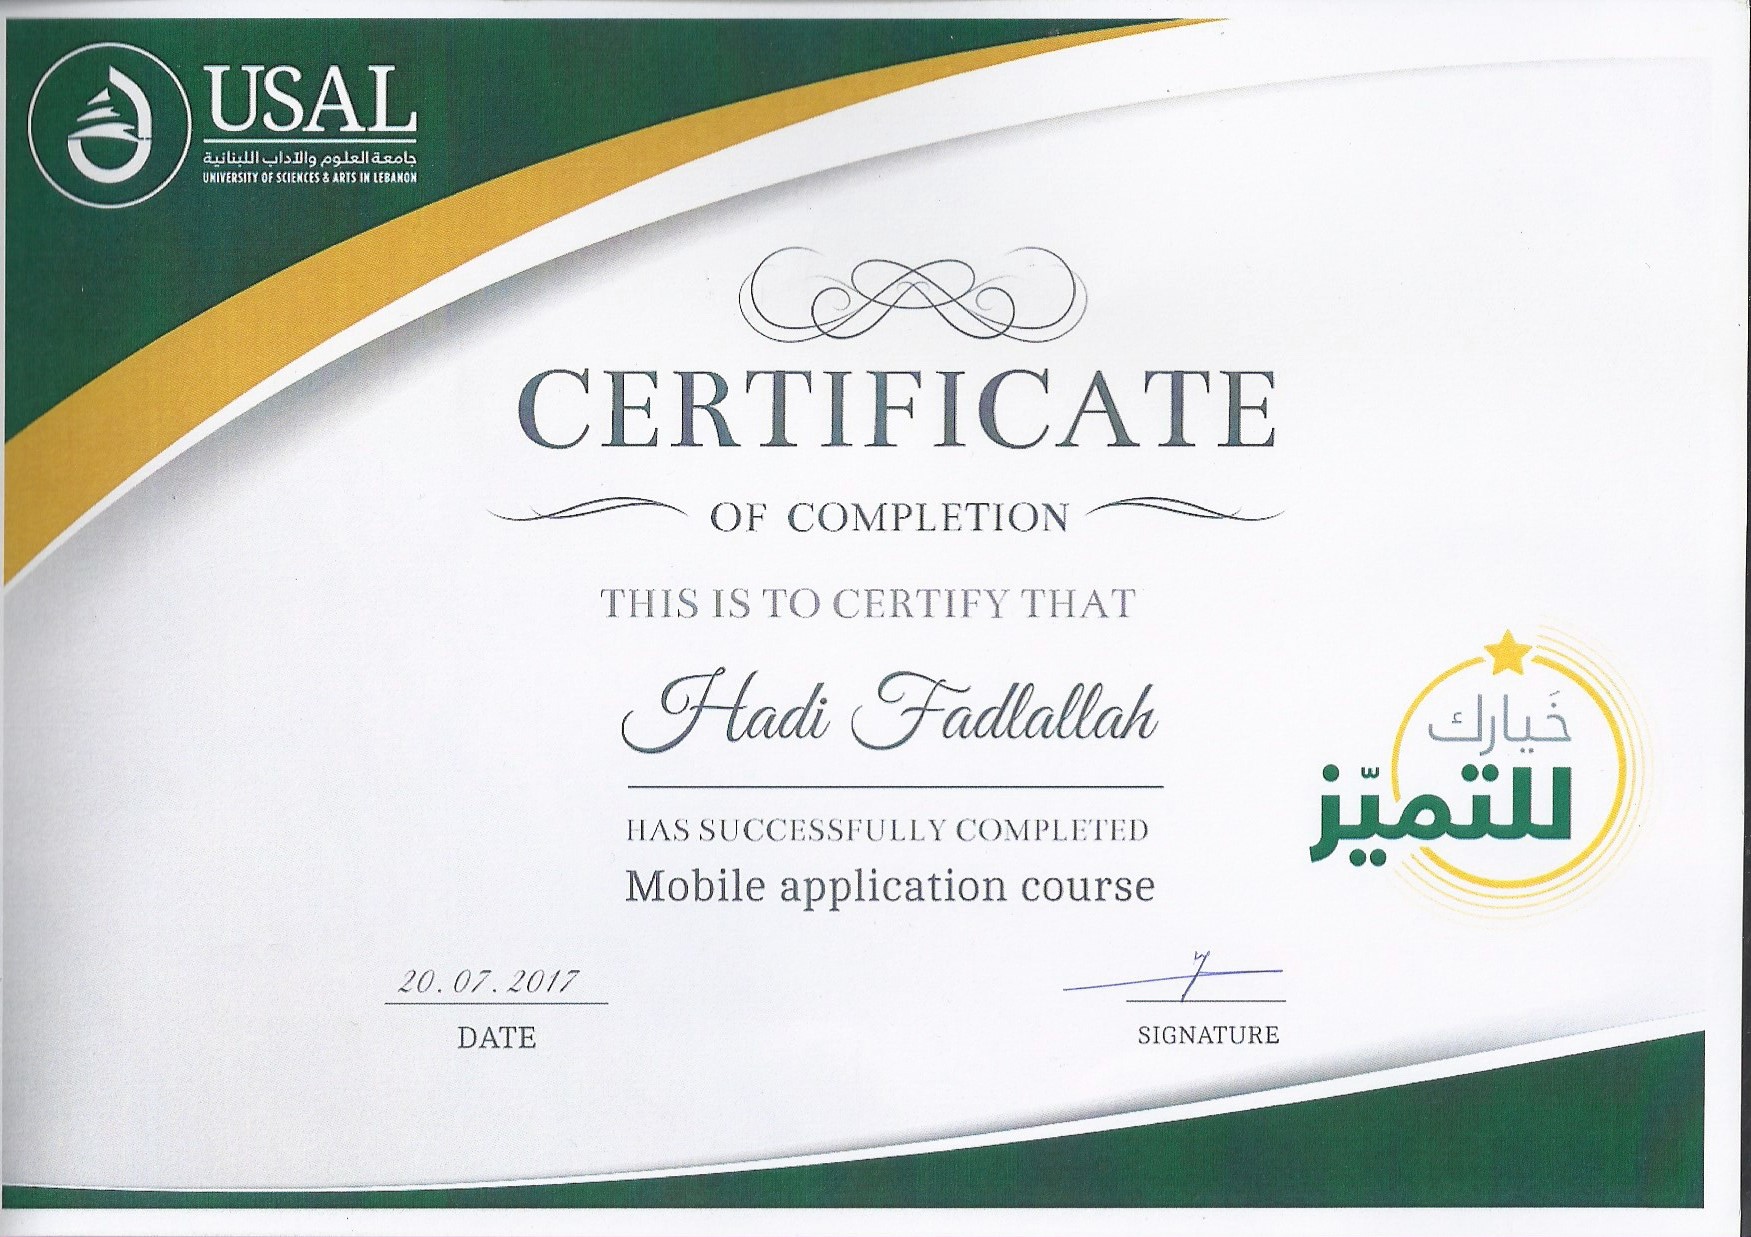 USAL
جامعة العلوم والآداب اللبنانية
UNIVERSITY OF SCIENCES & ARTS IN LEBANON
CERTIFICATE
OF COMPLETION
THIS IS TO CERTIFY THAT
Hadi Fadlallah
HAS SUCCESSFULLY COMPLETED
Mobile application course
خَيارك
للتميّز
20.07.2017
DATE
SIGNATURE